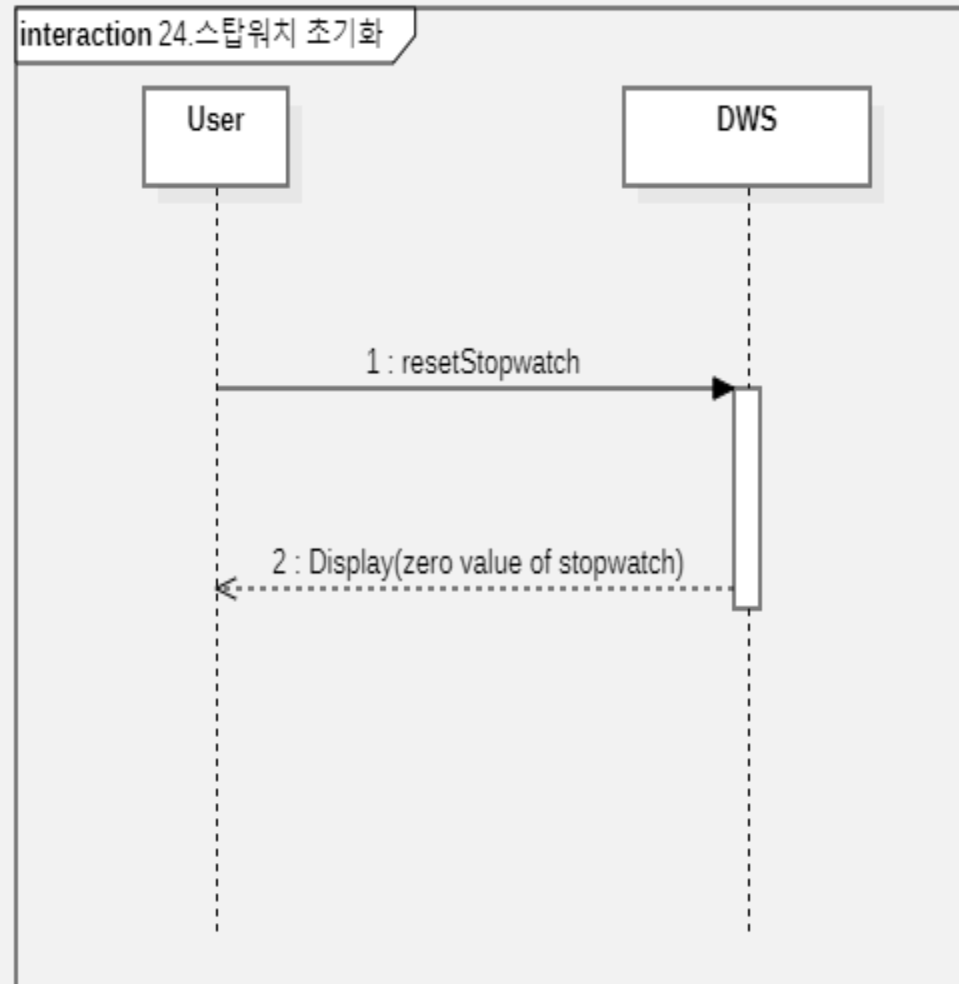 interaction 24.스탑워치 초기화
User
DWS
1 : resetStopwatch
2 : Display(zero value of stopwatch)